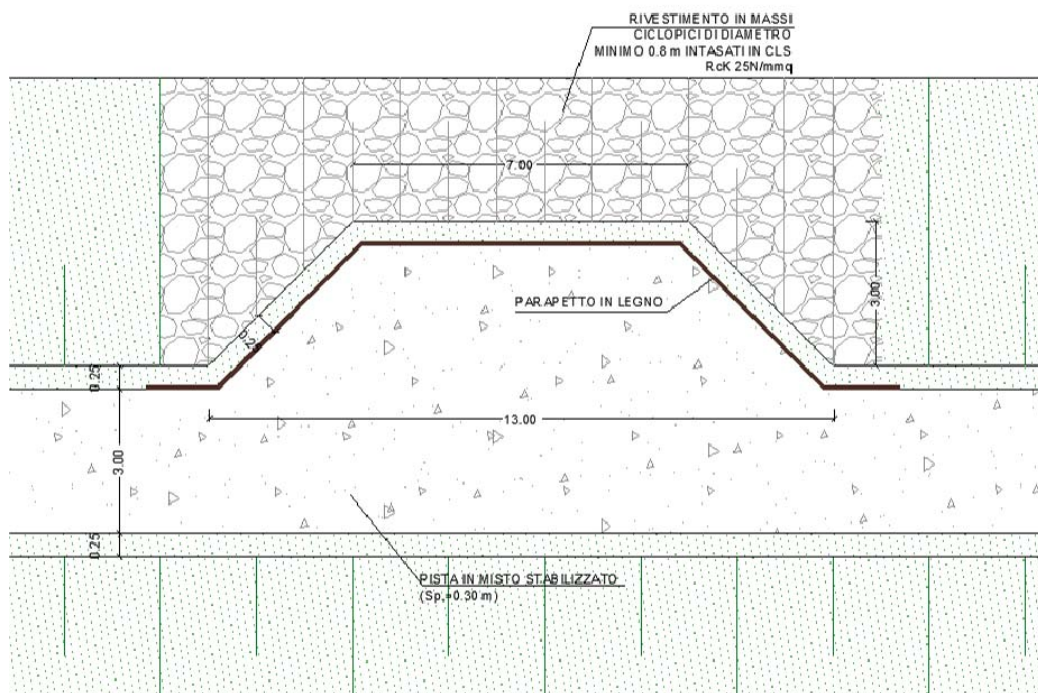 RIVESTIMENTO IN MASSI
CICLOPICI DI DIAMETRO
MINIMO 0.8 m INTASATI IN CLS
RcK 25N/mmq
7.00
3.00
PARAPETTO IN LEGNO
0.25
0.25
13.00
3.00
0.25
PISTA IN MISTO STABILIZZATO
(Sp.=0.30 m)